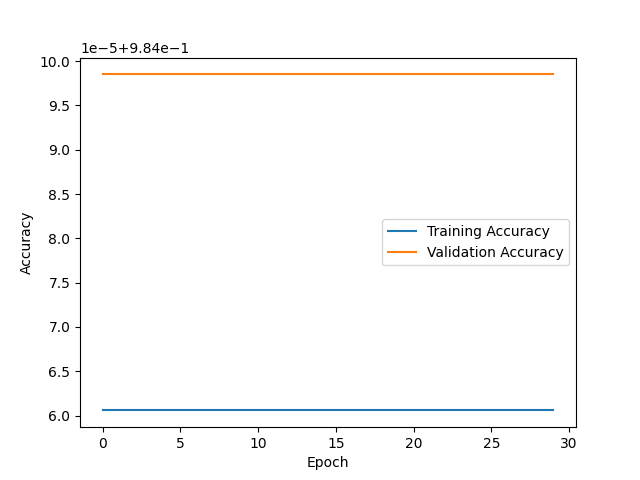 1e−5+9.84e−1
10.0
9.5
9.0
8.5
8.0
7.5
7.0
6.5
6.0
Accuracy
Training Accuracy
Validation Accuracy
0 5 10 15 20 25 30
Epoch